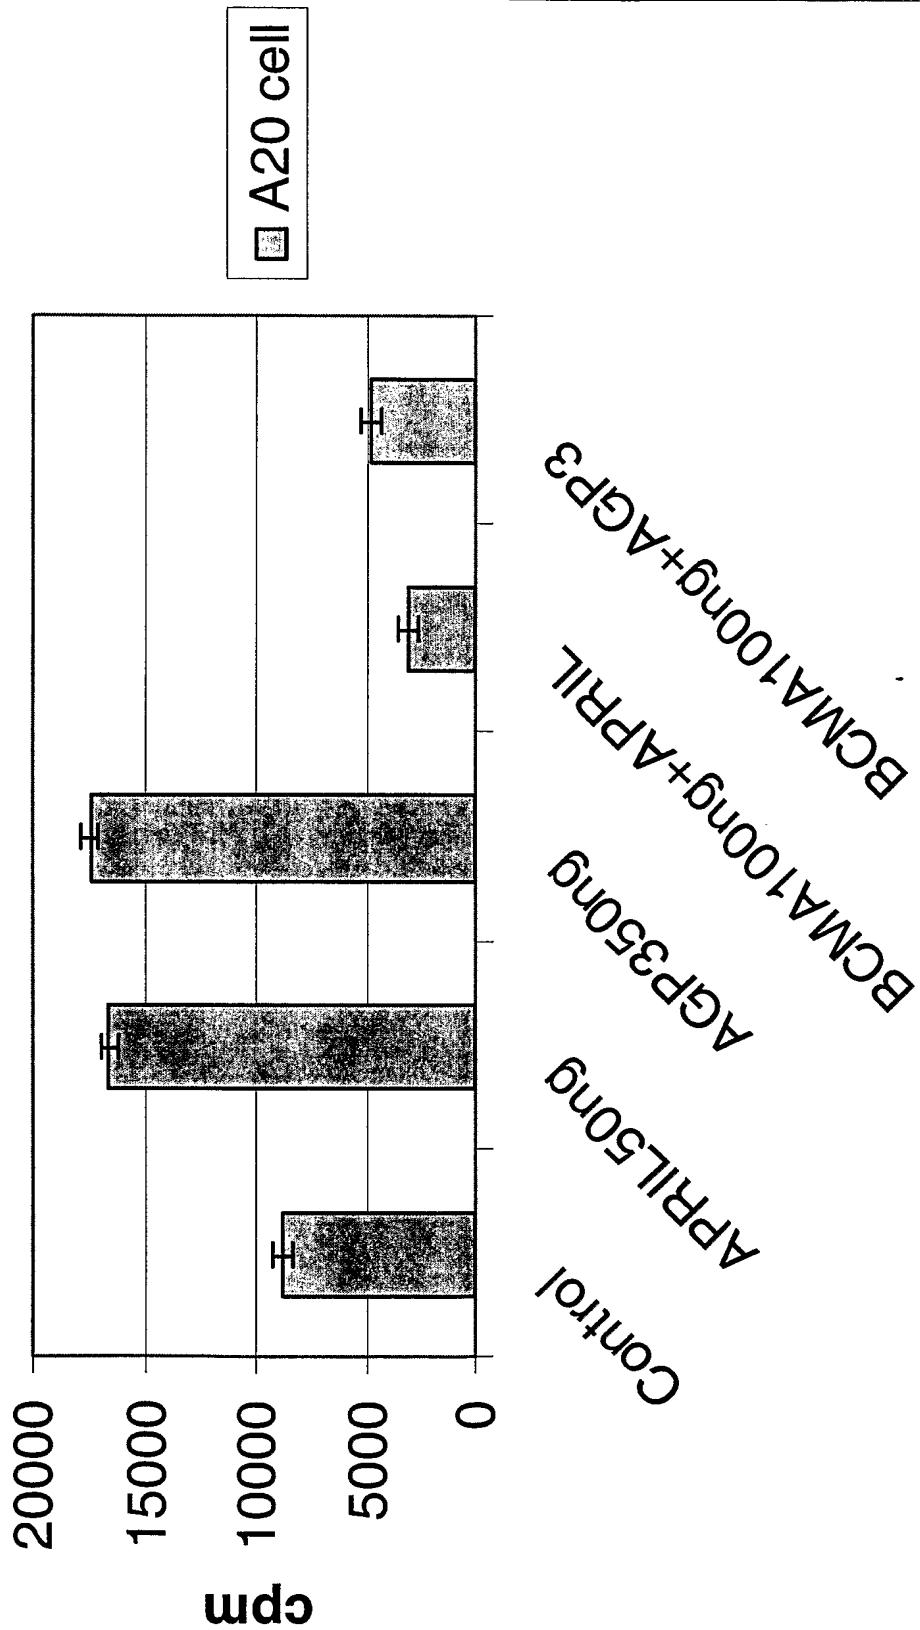 cpm
20000
15000
10000
5000
0
Control
APRIL50ng
AGP350ng
BCMA100ng+APRIL
BCMA100ng+AGP3
A20 cell